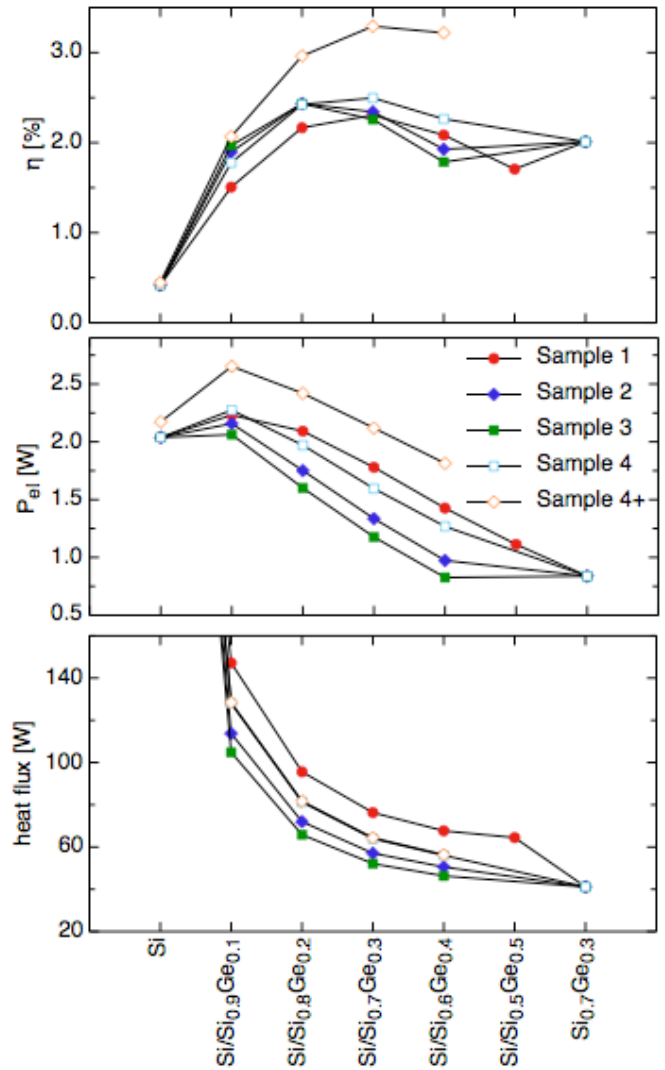 η [%]
3.0
2.0
1.0
0.0
P_el [W]
2.5
2.0
1.5
1.0
0.5
Sample 1
Sample 2
Sample 3
Sample 4
Sample 4+
heat flux [W]
140
100
60
20
Si
Si/Si0.9Ge0.1
Si/Si0.8Ge0.2
Si/Si0.7Ge0.3
Si/Si0.6Ge0.4
Si/Si0.5Ge0.5
Si0.7Ge0.3